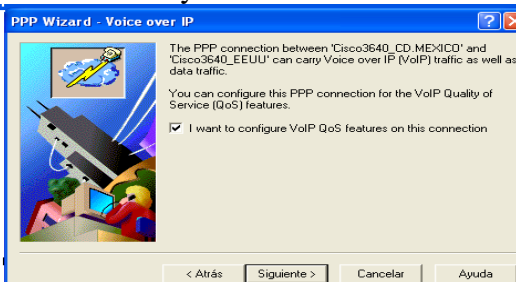 PPP Wizard - Voice over IP
The PPP connection between 'Cisco3640_CD.MEXICO' and
'Cisco3640_EEUU' can carry Voice over IP (VoIP) traffic as well as
data traffic.
You can configure this PPP connection for the VoIP Quality of
Service (QoS) features.
I want to configure VoIP QoS features on this connection
< Atrás
Siguiente >
Cancelar
Ayuda